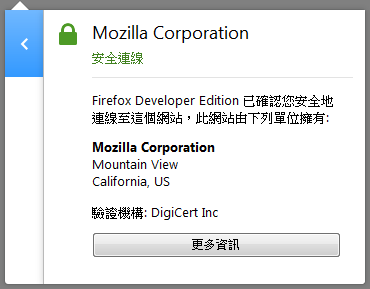 Mozilla Corporation
安全連線
Firefox Developer Edition 已確認您安全地
連線至這個網站，此網站由下列單位擁有:
Mozilla Corporation
Mountain View
California, US
驗證機構: DigiCert Inc
更多資訊